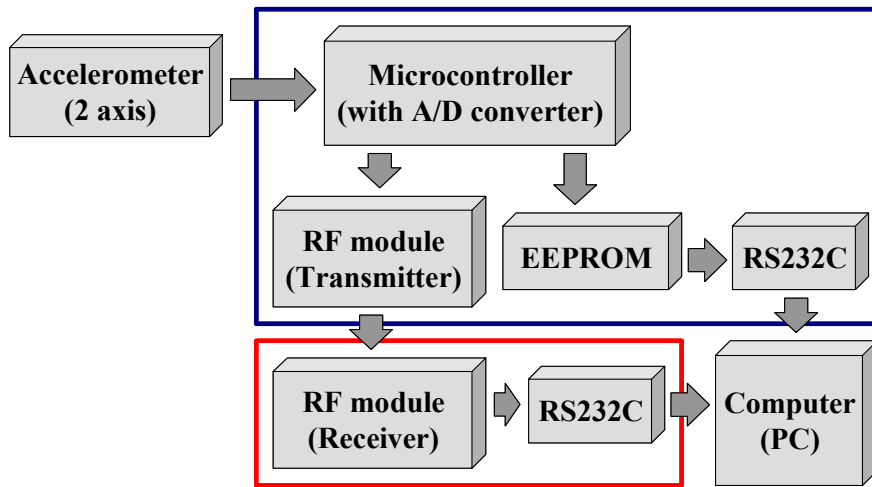 Accelerometer
(2 axis)
Microcontroller
(with A/D converter)
RF module
(Transmitter)
EEPROM
RS232C
RF module
(Receiver)
RS232C
Computer
(PC)